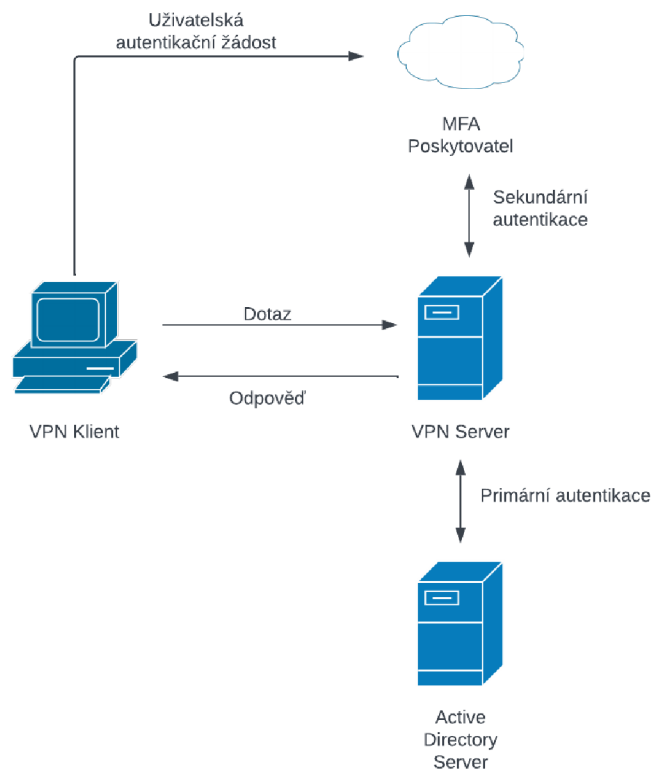 Uživatelská
autentikační žádost
MFA
Poskytovatel
Sekundární
autentikace
Dotaz
Odpověď
VPN Klient
VPN Server
Primární autentikace
Active
Directory
Server